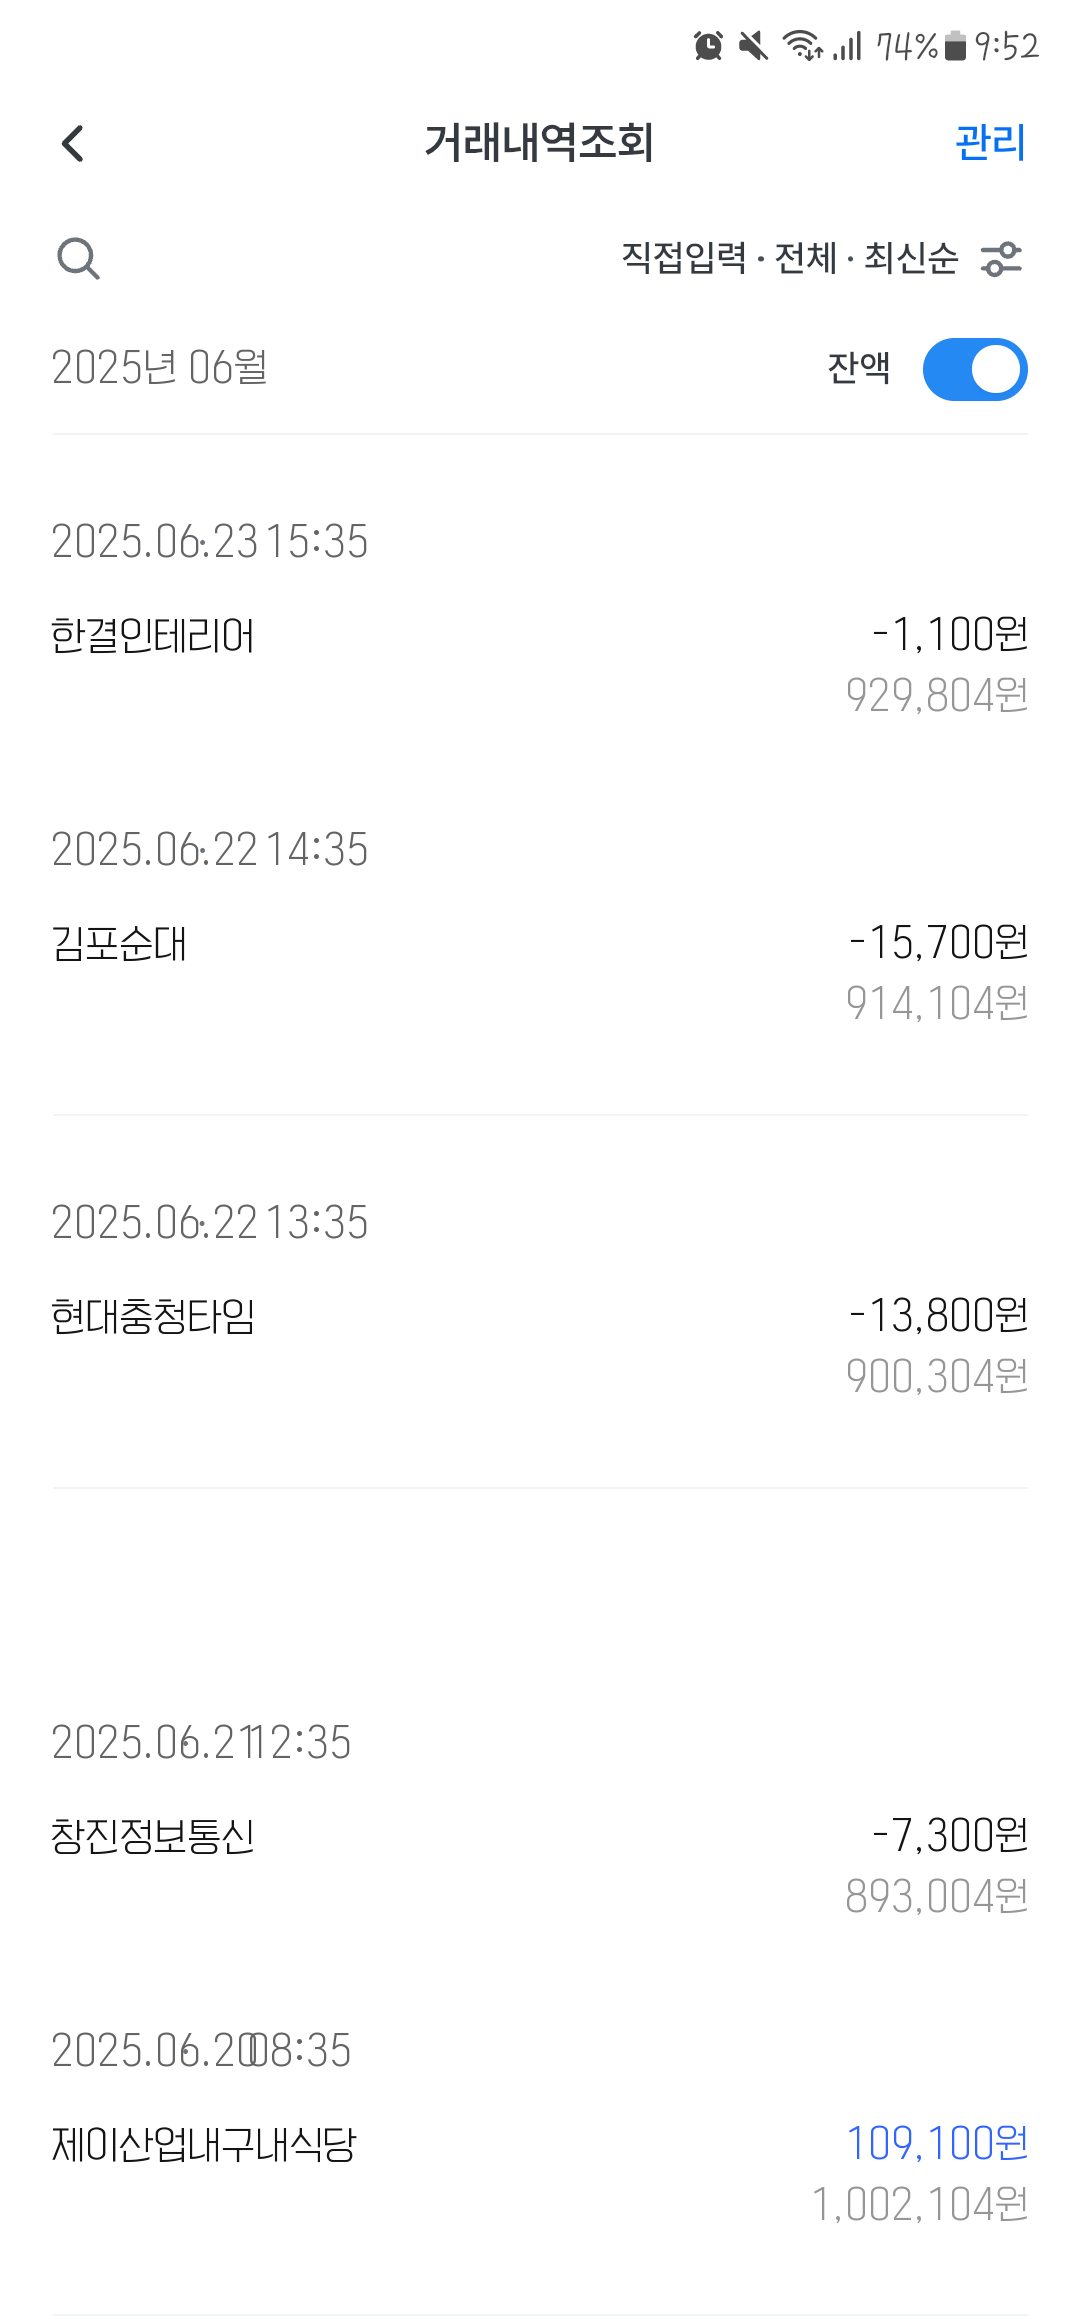 74% 9:52
거래내역조회 관리
직접입력 · 전체 · 최신순
2025년 06월 잔액
2025.06.23 15:35
한결인테리어 -1,100원
929,804원
2025.06.22 14:35
김포순대 -15,700원
914,104원
2025.06.22 13:35
현대충청타임 -13,800원
900,304원
2025.06.21 12:35
창진정보통신 -7,300원
893,004원
2025.06.20 08:35
제이산업내구내식당 109,100원
1,002,104원